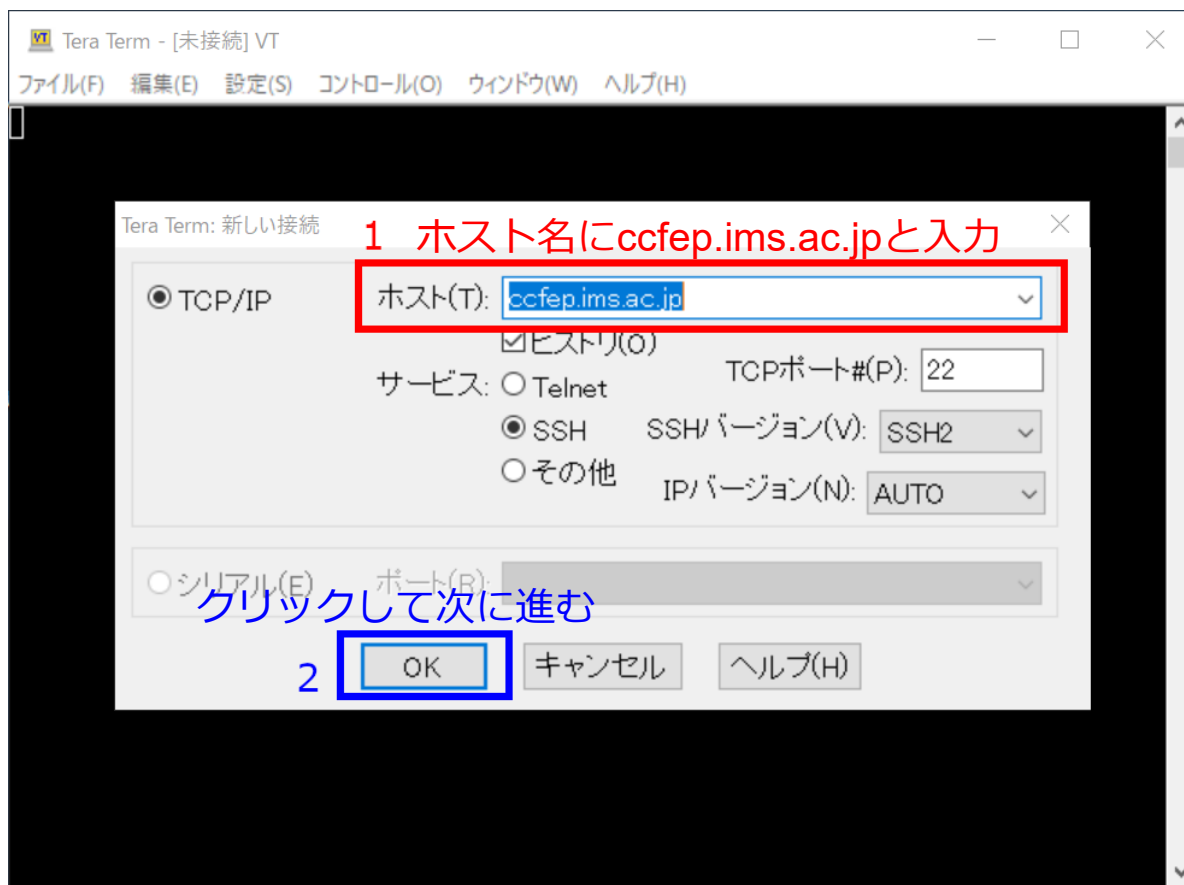 Tera Term - [未接続] VT
ファイル(F) 編集(E) 設定(S) コントロール(O) ウィンドウ(W) ヘルプ(H)
Tera Term: 新しい接続
1 ホスト名にccfep.ims.ac.jpと入力
TCP/IP ホスト(T): ccfep.ims.ac.jp
ヒストリ(O)
サービス: Telnet TCPポート#(P): 22
SSH SSHバージョン(V): SSH2
その他 IPバージョン(N): AUTO
シリアル(E) ポート(R):
クリックして次に進む
2 OK キャンセル ヘルプ(H)